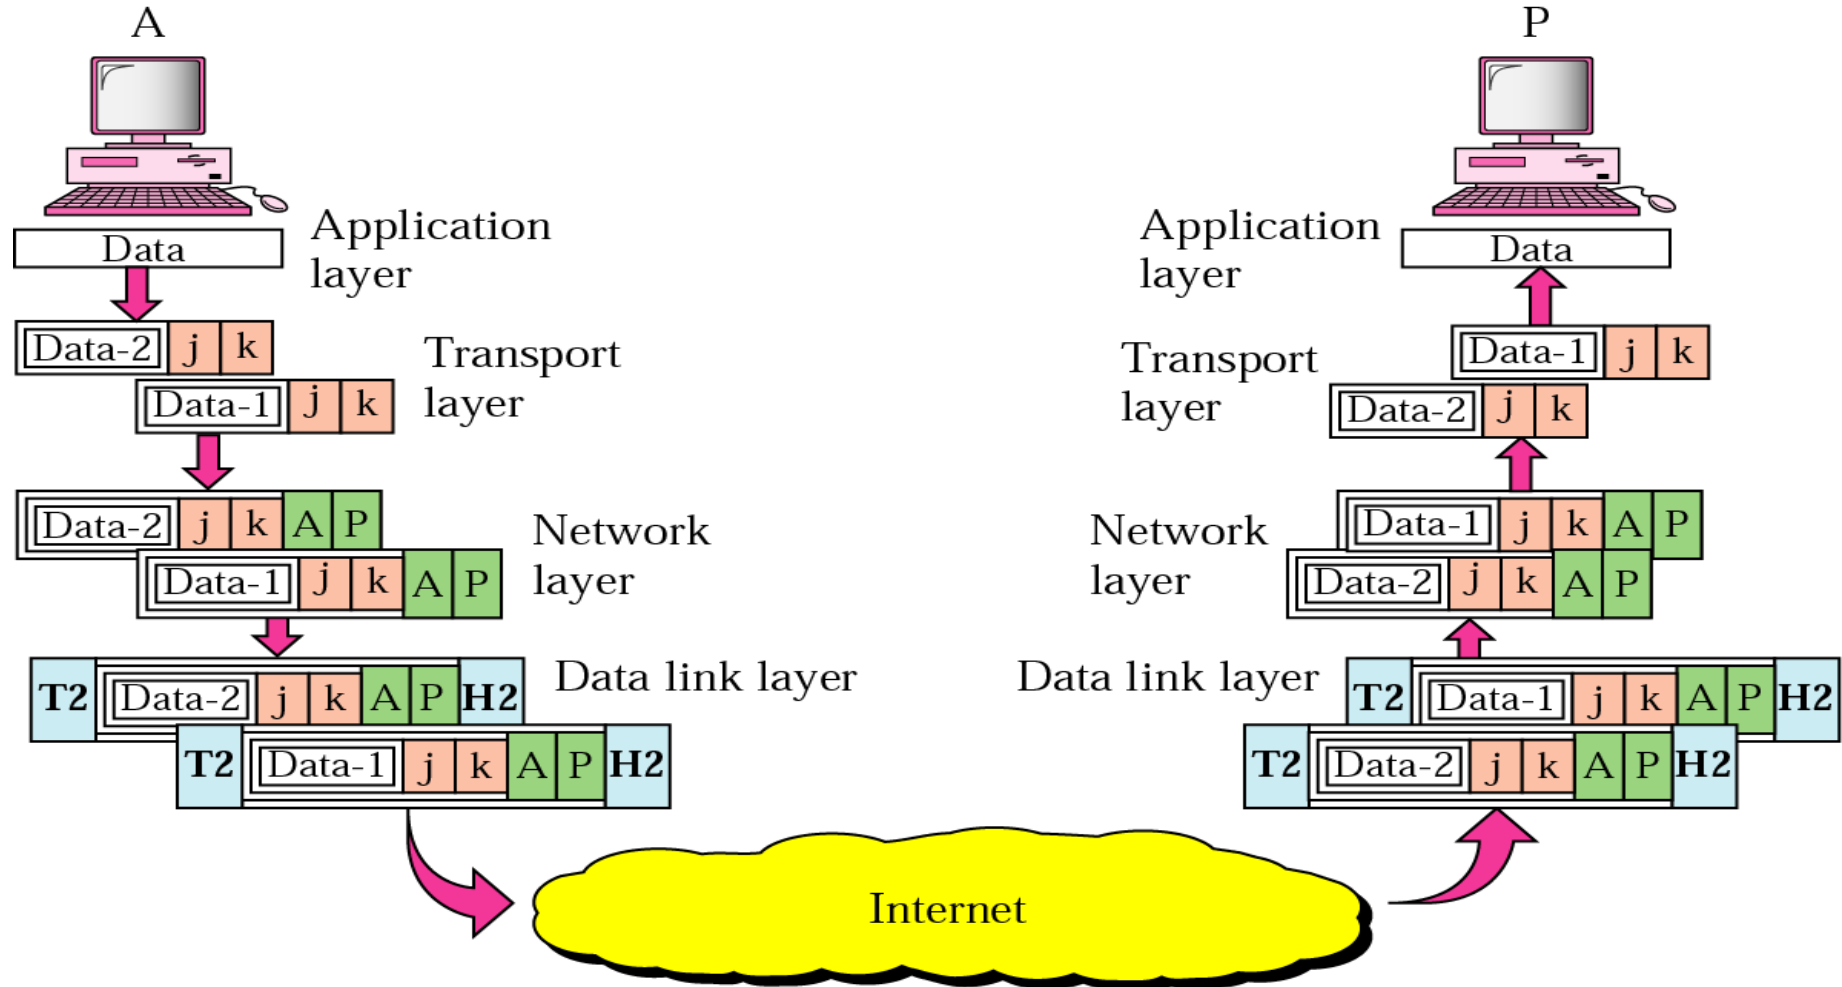 A
Data
Application
layer
Data-2 j k
Data-1 j k
Transport
layer
Data-2 j k A P
Data-1 j k A P
Network
layer
T2 Data-2 j k A P H2
T2 Data-1 j k A P H2
Data link layer
Internet
P
Application
layer
Data
Transport
layer
Data-1 j k
Data-2 j k
Network
layer
Data-1 j k A P
Data-2 j k A P
Data link layer
T2 Data-1 j k A P H2
T2 Data-2 j k A P H2